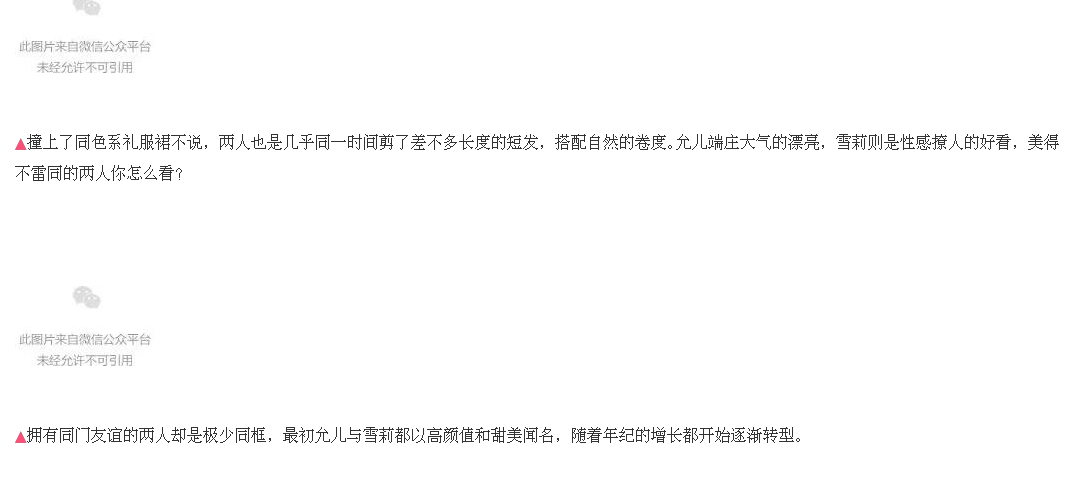 此图片来自微信公众平台
未经允许不可引用
▲撞上了同色系礼服裙不说，两人也是几乎同一时间剪了差不多长度的短发，搭配自然的卷度。允儿端庄大气的漂亮，雪莉则是性感撩人的好看，美得
不雷同的两人你怎么看？
此图片来自微信公众平台
未经允许不可引用
▲拥有同门友谊的两人却是极少同框，最初允儿与雪莉都以高颜值和甜美闻名，随着年纪的增长都开始逐渐转型。